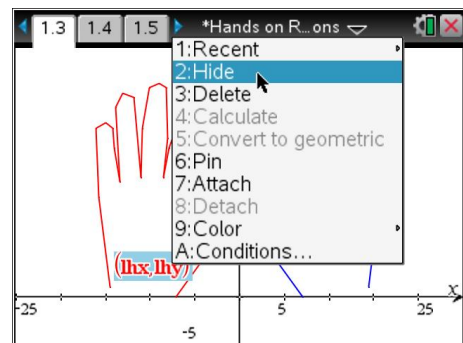 1.3 1.4 1.5 *Hands on R...ons
1:Recent
2:Hide
3:Delete
4:Calculate
5:Convert to geometric
6:Pin
7:Attach
8:Detach
9:Color
A:Conditions...
(lhx,lhy)
x
-25 5 25
-5